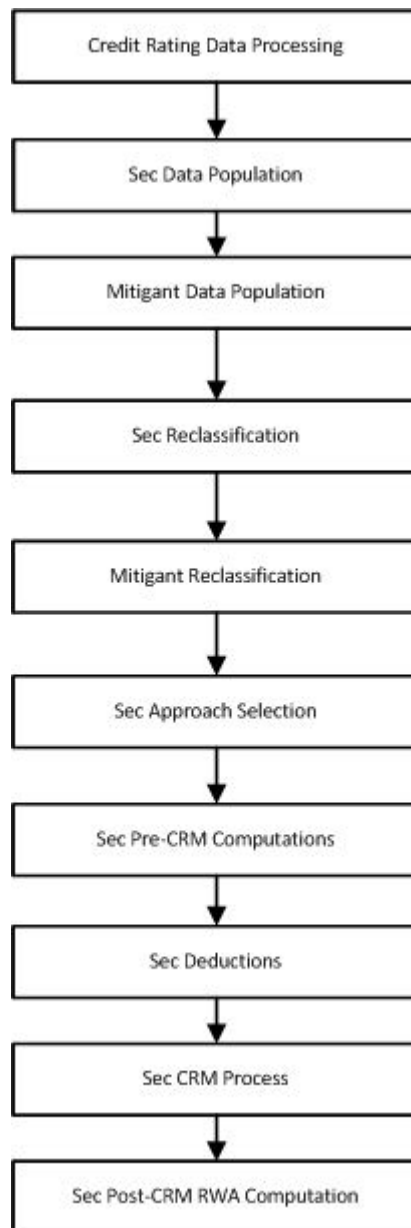 Credit Rating Data Processing
Sec Data Population
Mitigant Data Population
Sec Reclassification
Mitigant Reclassification
Sec Approach Selection
Sec Pre-CRM Computations
Sec Deductions
Sec CRM Process
Sec Post-CRM RWA Computation